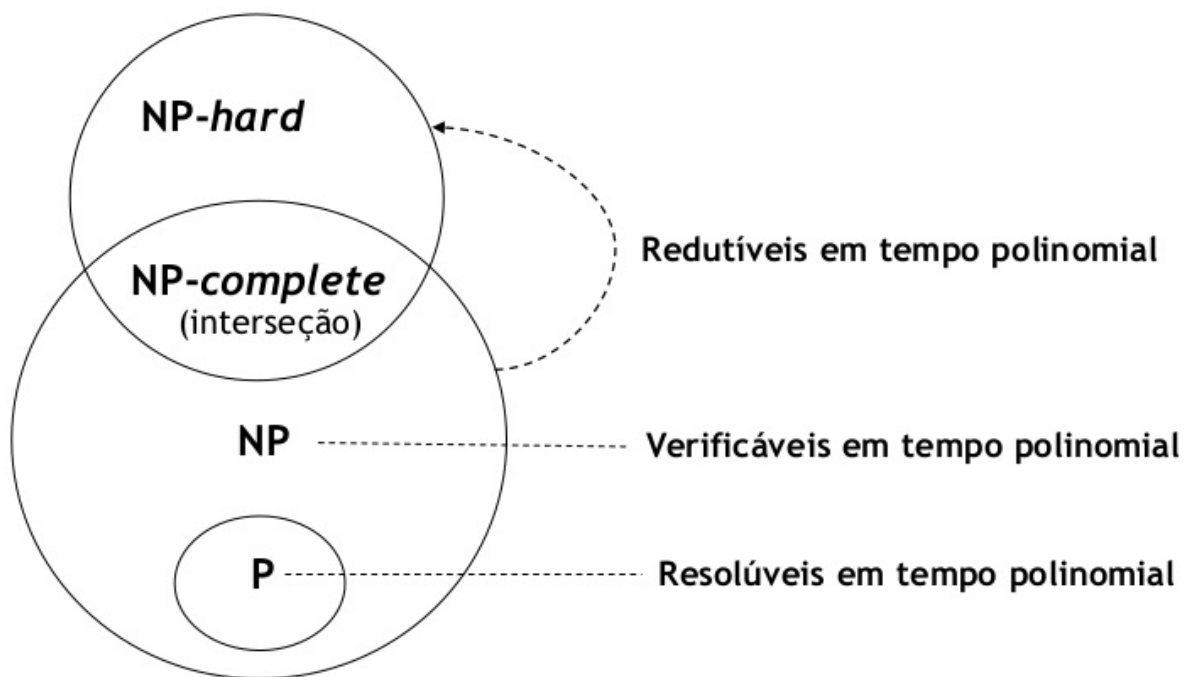 NP-hard
Redutíveis em tempo polinomial
NP-complete
(interseção)
NP
Verificáveis em tempo polinomial
P
Resolúveis em tempo polinomial